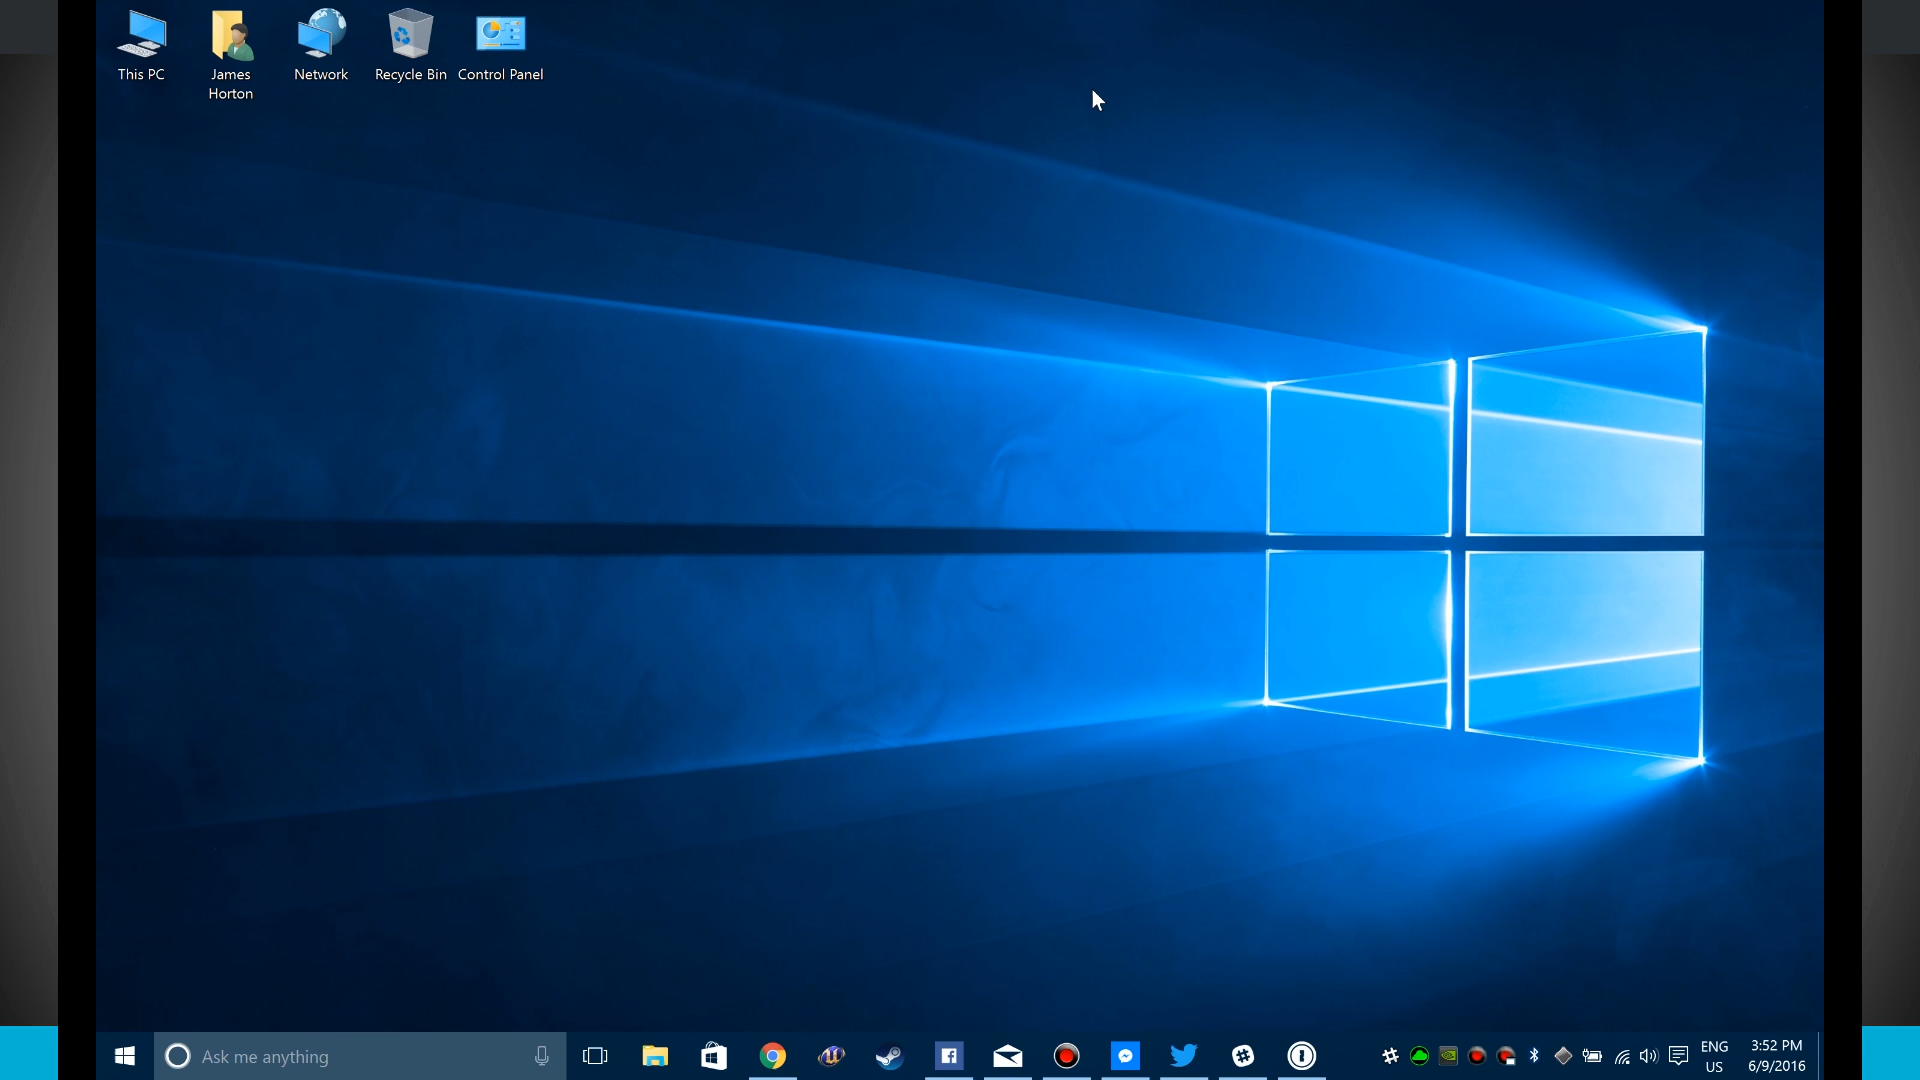 This PC
James
Horton
Network
Recycle Bin
Control Panel
Ask me anything
ENG
US
3:52 PM
6/9/2016